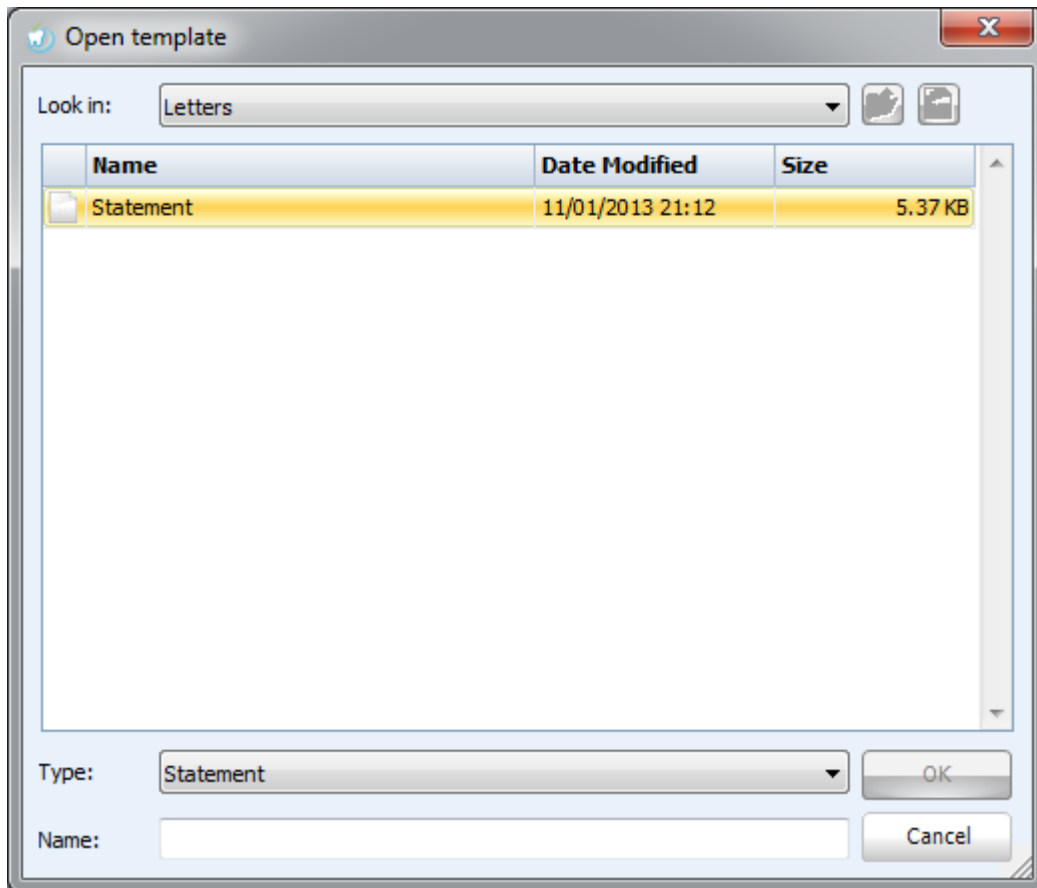 Open template
Look in: Letters
Name Date Modified Size
Statement 11/01/2013 21:12 5.37 KB
Type: Statement OK
Name: Cancel